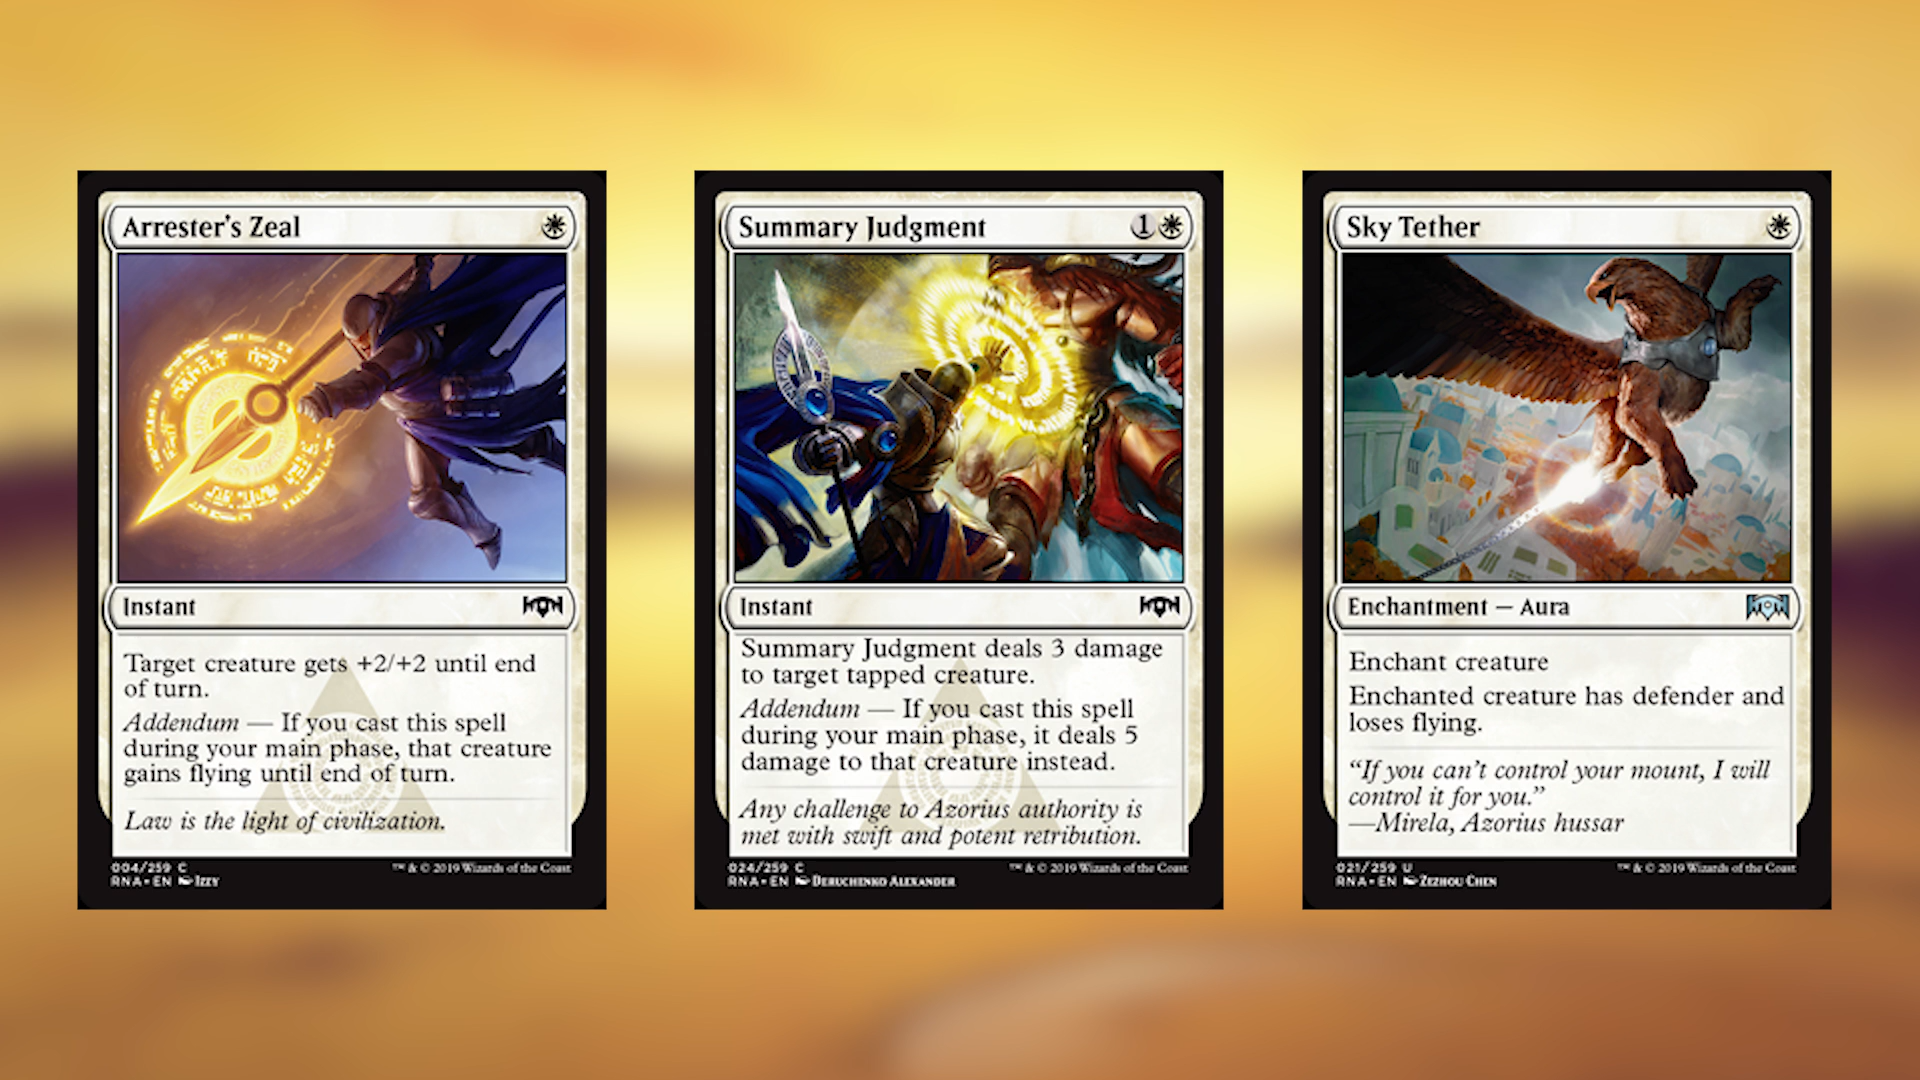 Arrester's Zeal
Instant
Target creature gets +2/+2 until end
of turn.
Addendum — If you cast this spell
during your main phase, that creature
gains flying until end of turn.
Law is the light of civilization.
004/259 C
™ & © 2019 Wizards of the Coast
RNA • EN Izzy
Summary Judgment 1
Instant
Summary Judgment deals 3 damage
to target tapped creature.
Addendum — If you cast this spell
during your main phase, it deals 5
damage to that creature instead.
Any challenge to Azorius authority is
met with swift and potent retribution.
024/259 C
™ & © 2019 Wizards of the Coast
RNA • EN Deruchenko Alexander
Sky Tether
Enchantment — Aura
Enchant creature
Enchanted creature has defender and
loses flying.
“If you can't control your mount, I will
control it for you.”
—Mirela, Azorius hussar
021/259 U
™ & © 2019 Wizards of the Coast
RNA • EN Zezhou Chen